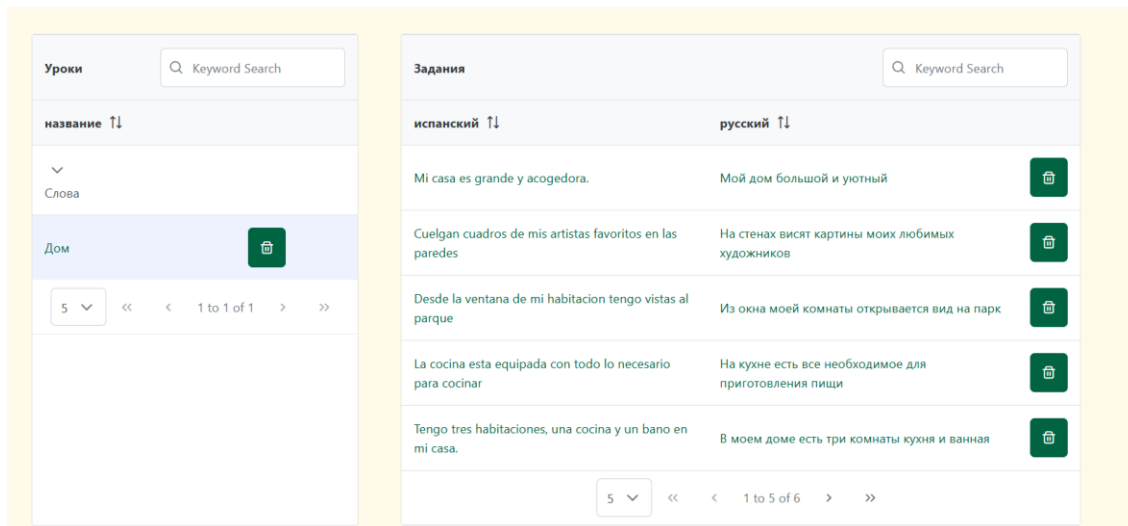 Уроки
Keyword Search
название
Слова
Дом
5
1 to 1 of 1
Задания
Keyword Search
испанский
русский
Mi casa es grande y acogedora.
Мой дом большой и уютный
Cuelgan cuadros de mis artistas favoritos en las
paredes
На стенах висят картины моих любимых
художников
Desde la ventana de mi habitacion tengo vistas al
parque
Из окна моей комнаты открывается вид на парк
La cocina esta equipada con todo lo necesario
para cocinar
На кухне есть все необходимое для
приготовления пищи
Tengo tres habitaciones, una cocina y un bano en
mi casa.
В моем доме есть три комнаты кухня и ванная
5
1 to 5 of 6